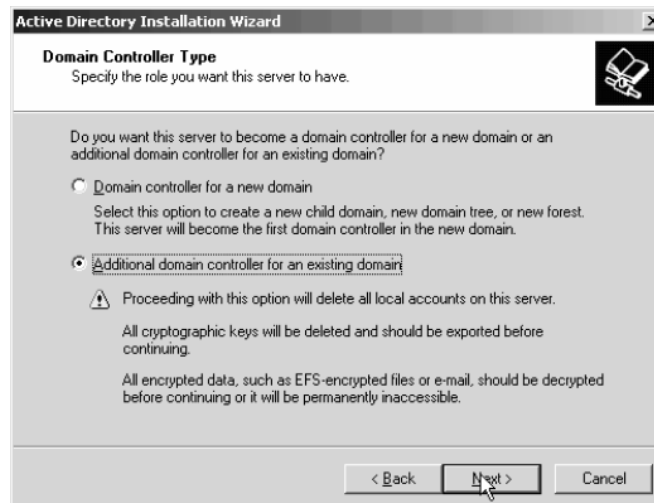 Active Directory Installation Wizard
Domain Controller Type
Specify the role you want this server to have.
Do you want this server to become a domain controller for a new domain or an
additional domain controller for an existing domain?
Domain controller for a new domain
Select this option to create a new child domain, new domain tree, or new forest.
This server will become the first domain controller in the new domain.
Additional domain controller for an existing domain
Proceeding with this option will delete all local accounts on this server.
All cryptographic keys will be deleted and should be exported before
continuing.
All encrypted data, such as EFS-encrypted files or e-mail, should be decrypted
before continuing or it will be permanently inaccessible.
< Back Next > Cancel